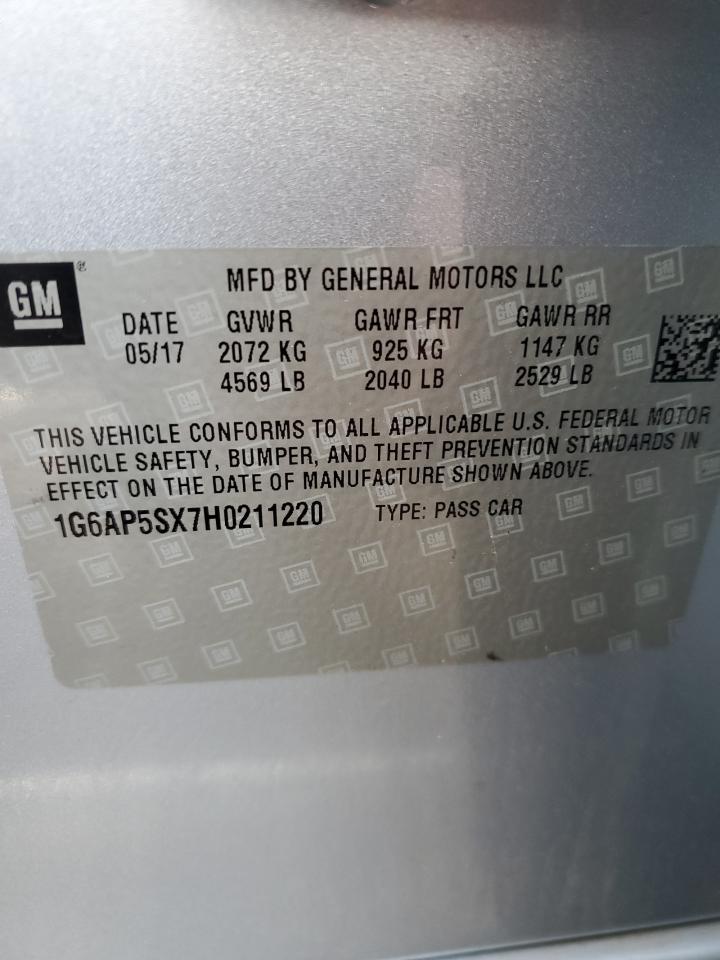 GM®
MFD BY GENERAL MOTORS LLC
DATE GVWR GAWR FRT GAWR RR
05/17 2072 KG 925 KG 1147 KG
4569 LB 2040 LB 2529 LB
THIS VEHICLE CONFORMS TO ALL APPLICABLE U.S. FEDERAL MOTOR
VEHICLE SAFETY, BUMPER, AND THEFT PREVENTION STANDARDS IN
EFFECT ON THE DATE OF MANUFACTURE SHOWN ABOVE.
1G6AP5SX7H0211220 TYPE: PASS CAR